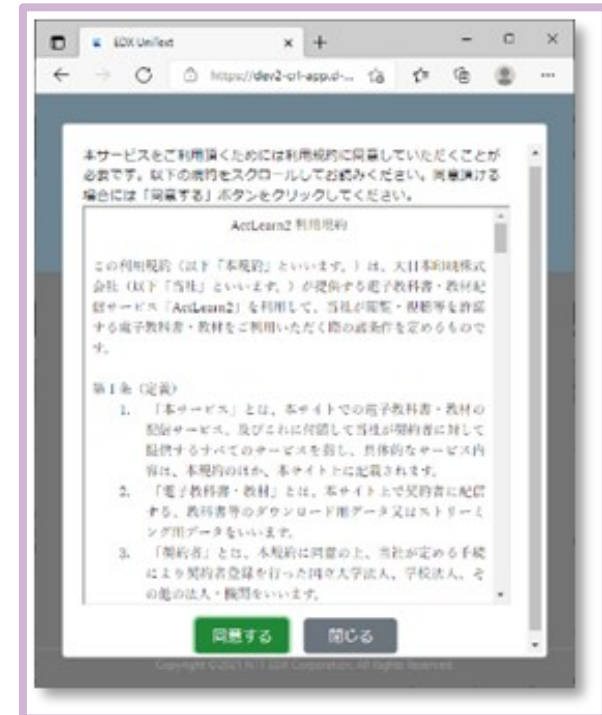 EDX UniText
https://dev2-crl-app.d-...
本サービスをご利用頂くためには利用規約に同意していただくことが
必要です。以下の規約をスクロールしてお読みください。同意頂ける
場合には「同意する」ボタンをクリックしてください。
ActLearn2 利用規約
この利用規約（以下「本規約」といいます。）は、大日本印刷株式
会社（以下「当社」といいます。）が提供する電子教科書・教材配
信サービス「ActLearn2」を利用して、当社が閲覧・視聴等を許諾
する電子教科書・教材をご利用いただく際の諸条件を定めるもので
す。
第1条（定義）
1. 「本サービス」とは、本サイトでの電子教科書・教材の
配信サービス、及びこれに付随して当社が契約者に対して
提供するすべてのサービスを指し、具体的なサービス内
容は、本規約のほか、本サイト上に記載されます。
2. 「電子教科書・教材」とは、本サイト上で契約者に配信
する、教科書等のダウンロード用データ又はストリーミ
ング用データをいいます。
3. 「契約者」とは、本規約に同意の上、当社が定める手続
により契約者登録を行った国立大学法人、学校法人、そ
の他の法人・機関をいいます。
同意する
閉じる
Copyright ©2021 NTT EDX Corporation. All Rights Reserved.